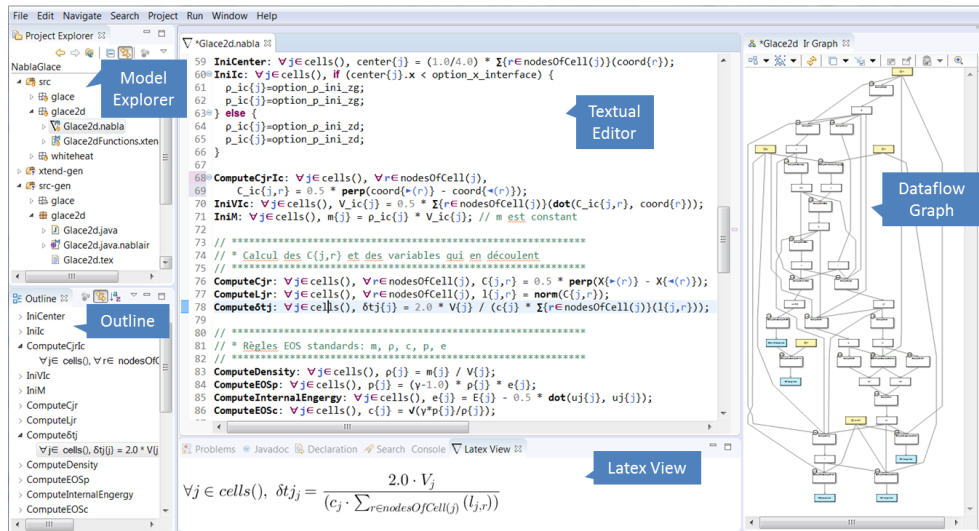 File Edit Navigate Search Project Run Window Help
Project Explorer
NablaGlace
src
glace
glace2d
Glace2d.nabla
Glace2dFunctions.xten
whiteheat
xtend-gen
src-gen
glace
glace2d
Glace2d.java
Glace2d.java.nablair
Glace2d.tex
Model Explorer
Outline
IniCenter
IniIc
ComputeCjrIc
∀j∈ cells(), ∀r∈ nodesOfC
IniVIc
IniM
ComputeCjr
ComputeLjr
Computeδtj
∀j∈ cells(), δtj{j} = 2.0 * V{j
ComputeDensity
ComputeEOSp
ComputeInternalEngergy
ComputeEOSc
Outline
*Glace2d.nabla
59 IniCenter: ∀j∈cells(), center{j} = (1.0/4.0) * Σ{r∈nodesOfCell(j)}(coord{r});
60 IniIc: ∀j∈cells(), if (center{j}.x < option_x_interface) {
61 ρ_ic{j}=option_ρ_ini_zg;
62 p_ic{j}=option_p_ini_zg;
63 } else {
64 ρ_ic{j}=option_ρ_ini_zd;
65 p_ic{j}=option_p_ini_zd;
66 }
67
68 ComputeCjrIc: ∀j∈cells(), ∀r∈nodesOfCell(j),
69 C_ic{j,r} = 0.5 * perp(coord{►(r)} - coord{◄(r)});
70 IniVIc: ∀j∈cells(), V_ic{j} = 0.5 * Σ{r∈nodesOfCell(j)}(dot(C_ic{j,r}, coord{r}));
71 IniM: ∀j∈cells(), m{j} = ρ_ic{j} * V_ic{j}; // m est constant
72
73 // ************************************************************
74 // * Calcul des C{j,r} et des variables qui en découlent
75 // ************************************************************
76 ComputeCjr: ∀j∈cells(), ∀r∈nodesOfCell(j), C{j,r} = 0.5 * perp(X{►(r)} - X{◄(r)});
77 ComputeLjr: ∀j∈cells(), ∀r∈nodesOfCell(j), l{j,r} = norm(C{j,r});
78 Computeδtj: ∀j∈cells(), δtj{j} = 2.0 * V{j} / (c{j} * Σ{r∈nodesOfCell(j)}(l{j,r}));
79
80 // ************************************************************
81 // * Règles EOS standards: m, ρ, c, p, e
82 // ************************************************************
83 ComputeDensity: ∀j∈cells(), ρ{j} = m{j} / V{j};
84 ComputeEOSp: ∀j∈cells(), p{j} = (γ-1.0) * ρ{j} * e{j};
85 ComputeInternalEngergy: ∀j∈cells(), e{j} = E{j} - 0.5 * dot(uj{j}, uj{j});
86 ComputeEOSc: ∀j∈cells(), c{j} = √(γ*p{j}/ρ{j});
Textual Editor
Problems Javadoc Declaration Search Console Latex View
∀j ∈ cells(), δtj_j = 2.0 · V_j / (c_j · ∑_{r∈nodesOfCell(j)} (l_{j,r}))
Latex View
*Glace2d Ir Graph
Dataflow Graph